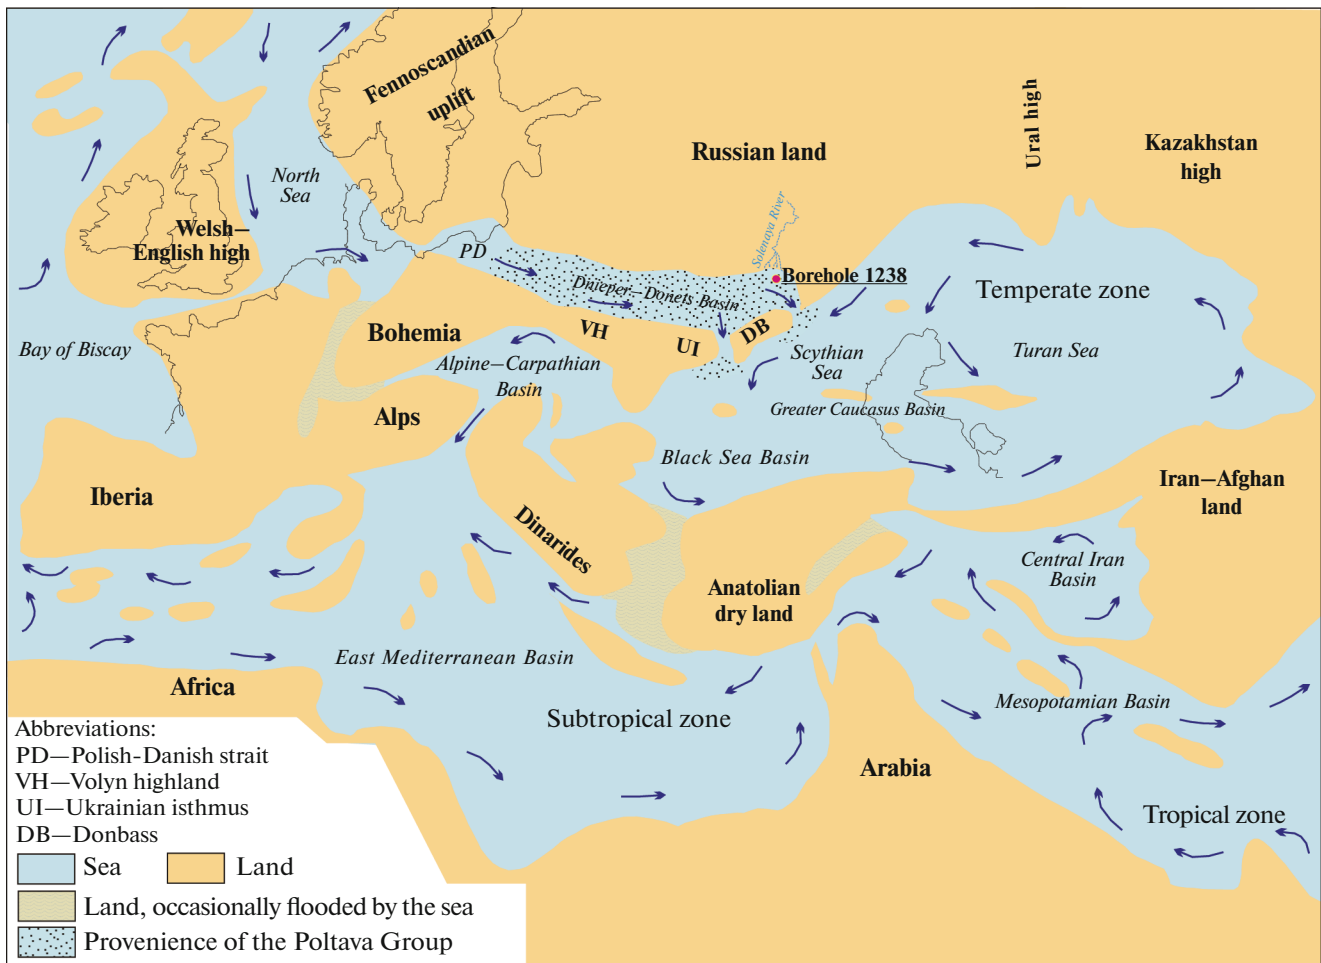 Fennoscandian
uplift
Ural high
Kazakhstan
high
Russian land
North
Sea
Solenaya River
Welsh—
English high
PD
Borehole 1238
Dnieper—Donets Basin
Temperate zone
Bay of Biscay
Bohemia
VH
UI
DB
Scythian
Sea
Turan Sea
Alpine—Carpathian
Basin
Alps
Greater Caucasus Basin
Black Sea Basin
Iberia
Iran—Afghan
land
Dinarides
Central Iran
Basin
Anatolian
dry land
East Mediterranean Basin
Africa
Mesopotamian Basin
Subtropical zone
Arabia
Tropical zone
Abbreviations:
PD—Polish-Danish strait
VH—Volyn highland
UI—Ukrainian isthmus
DB—Donbass
Sea
Land
Land, occasionally flooded by the sea
Provenience of the Poltava Group